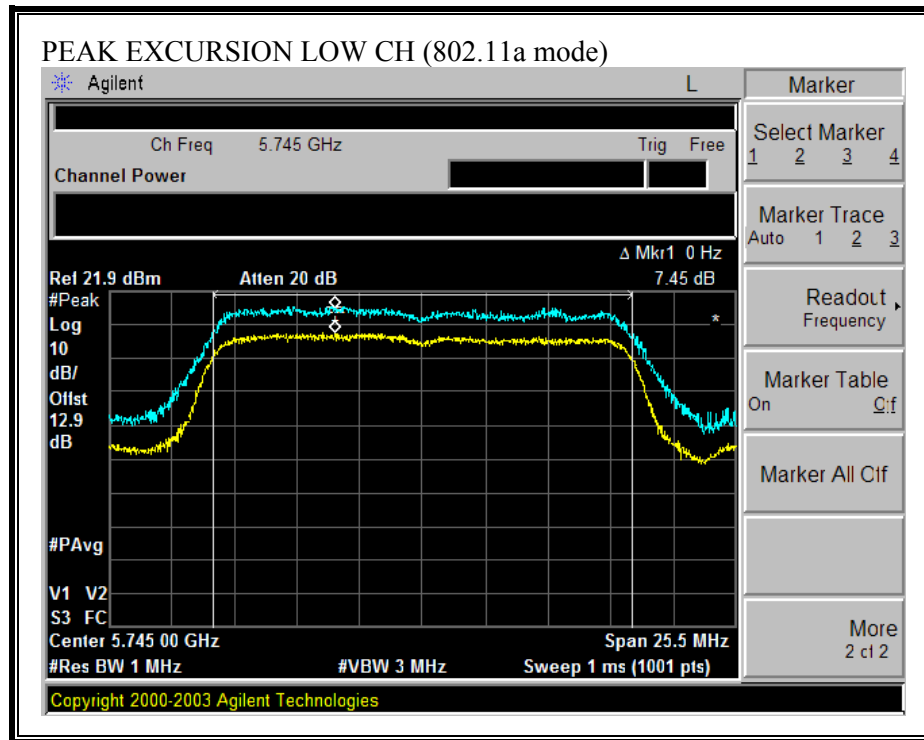 PEAK EXCURSION LOW CH (802.11a mode)
Agilent L
Ch Freq 5.745 GHz Trig Free
Channel Power
Δ Mkr1 0 Hz
Ref 21.9 dBm Atten 20 dB 7.45 dB
#Peak
Log
10
dB/
Offst
12.9
dB
*
#PAvg
V1 V2
S3 FC
Center 5.745 00 GHz Span 25.5 MHz
#Res BW 1 MHz #VBW 3 MHz Sweep 1 ms (1001 pts)
Copyright 2000-2003 Agilent Technologies
Marker
Select Marker
1 2 3 4
Marker Trace
Auto 1 2 3
Readout
Frequency
Marker Table
On Off
Marker All Off
More
2 of 2